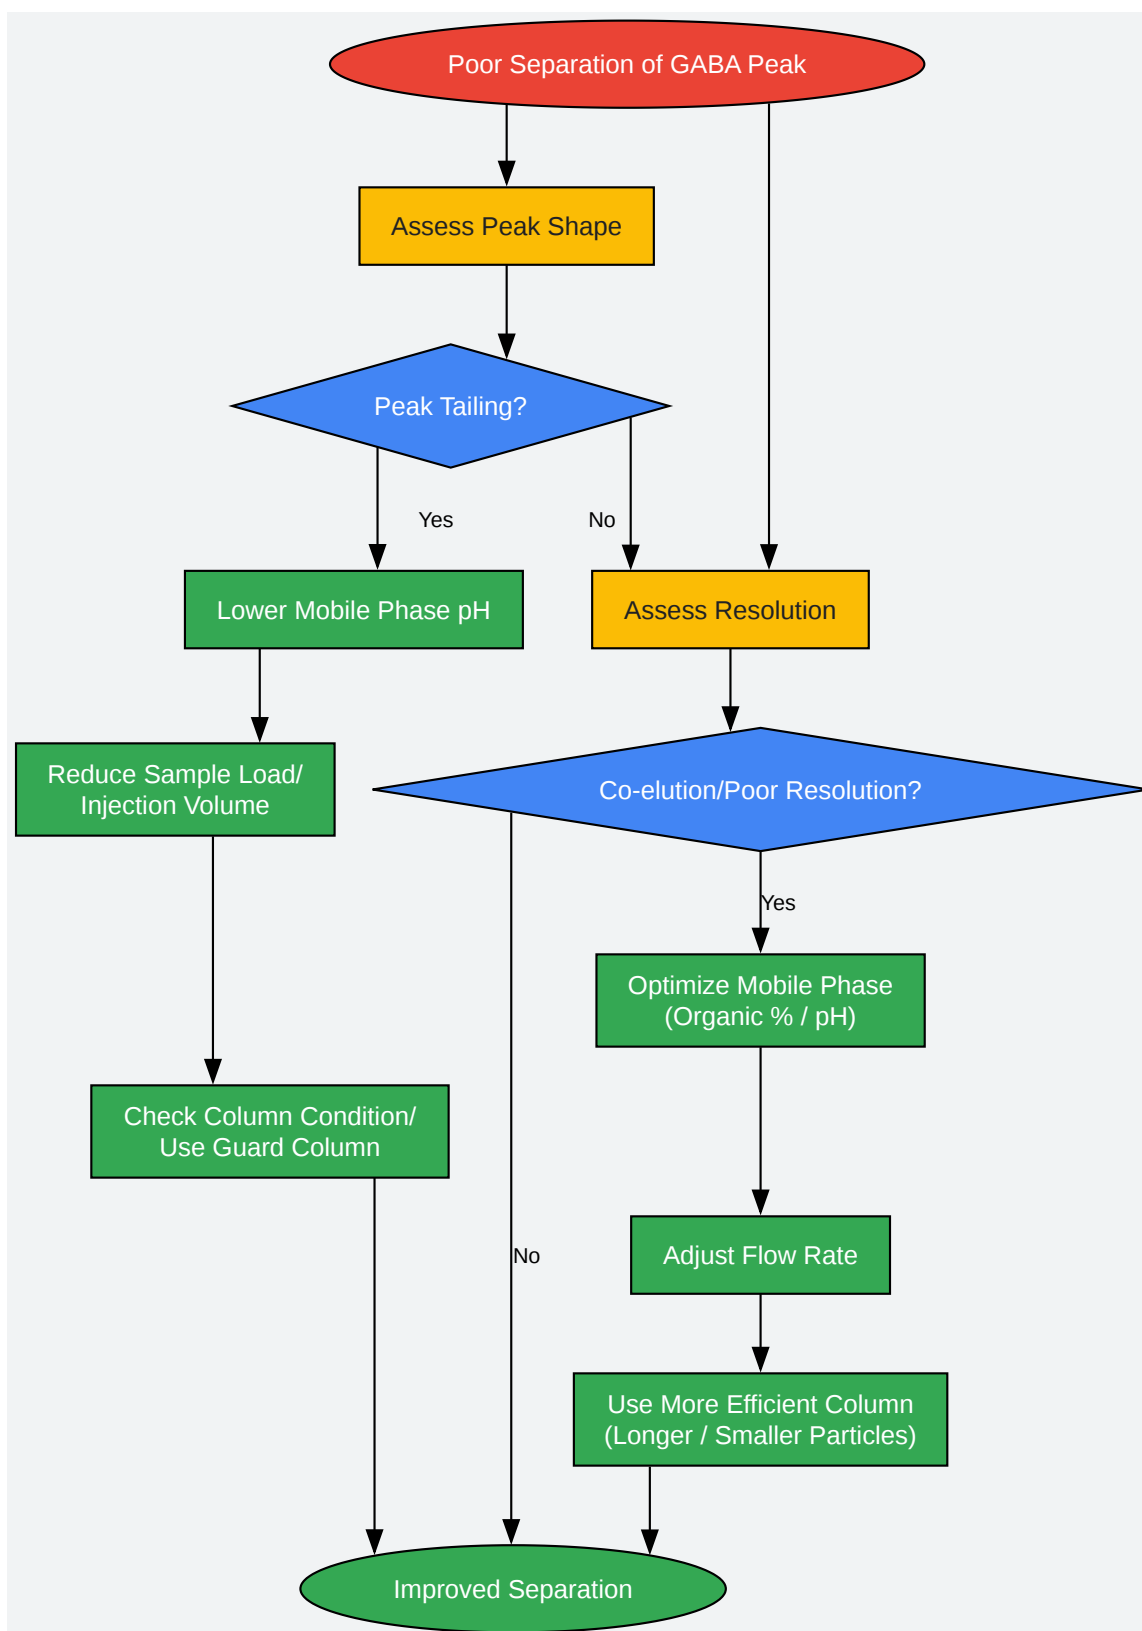 Poor Separation of GABA Peak
Assess Peak Shape
Peak Tailing?
Yes
No
Lower Mobile Phase pH
Assess Resolution
Reduce Sample Load/
Injection Volume
Co-elution/Poor Resolution?
Yes
Optimize Mobile Phase
(Organic % / pH)
Check Column Condition/
Use Guard Column
No
Adjust Flow Rate
Use More Efficient Column
(Longer / Smaller Particles)
Improved Separation